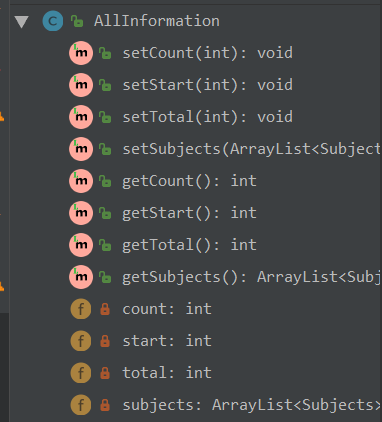 AllInformation
setCount(int): void
setStart(int): void
setTotal(int): void
setSubjects(ArrayList<Subject
getCount(): int
getStart(): int
getTotal(): int
getSubjects(): ArrayList<Subj
count: int
start: int
total: int
subjects: ArrayList<Subjects>